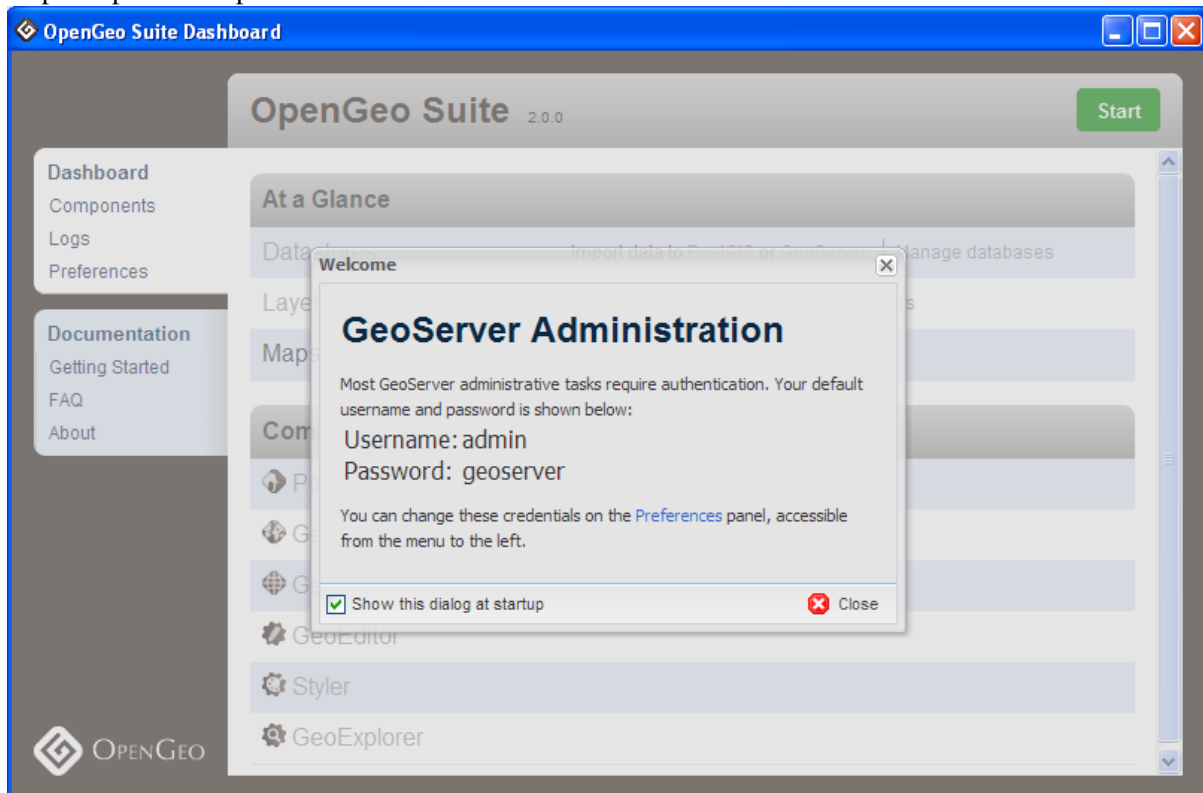 OpenGeo Suite Dashboard
OpenGeo Suite 2.0.0
Start
Dashboard
Components
Logs
Preferences
Documentation
Getting Started
FAQ
About
At a Glance
Import data to PostGIS or GeoServer
Manage databases
Maps
Welcome
GeoServer Administration
Most GeoServer administrative tasks require authentication. Your default
username and password is shown below:
Username: admin
Password: geoserver
You can change these credentials on the Preferences panel, accessible
from the menu to the left.
Show this dialog at startup
Close
GeoEditor
Styler
GeoExplorer
OPENGEO